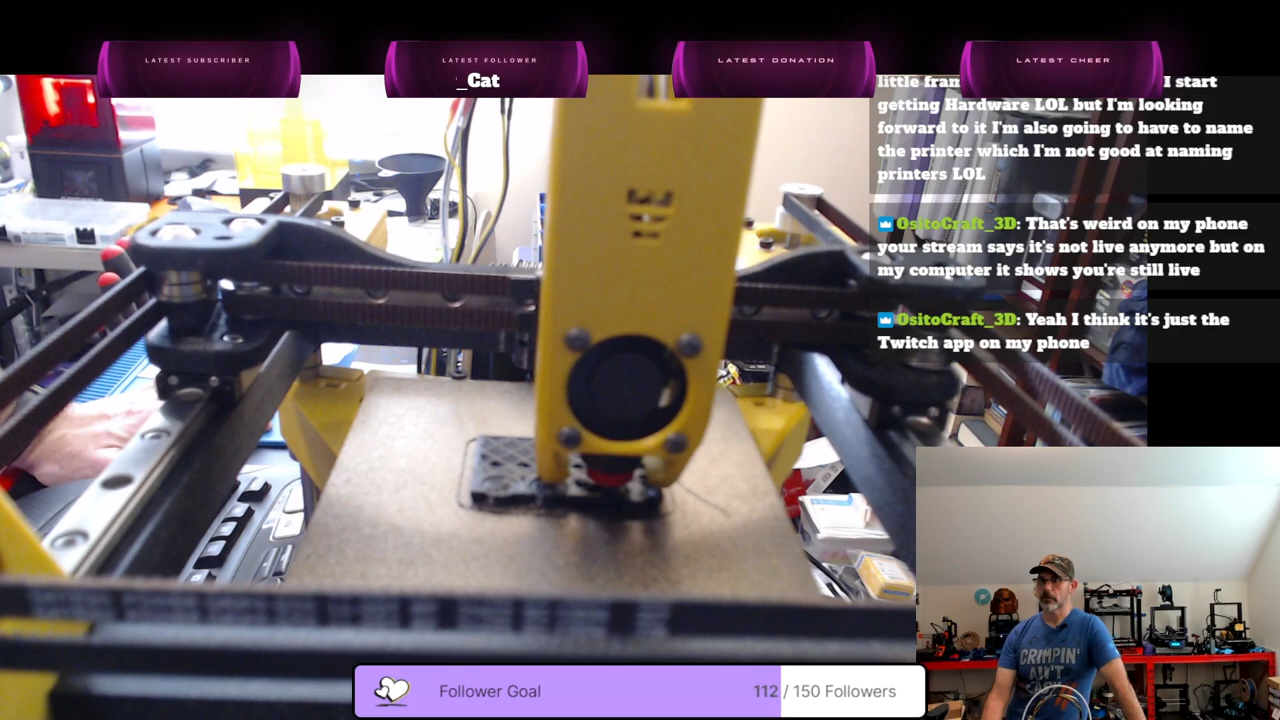 LATEST SUBSCRIBER
LATEST FOLLOWER
_Cat
LATEST DONATION
LATEST CHEER
little fram
I start
getting Hardware LOL but I'm looking
forward to it I'm also going to have to name
the printer which I'm not good at naming
printers LOL
OsitoCraft_3D: That's weird on my phone
your stream says it's not live anymore but on
my computer it shows you're still live
OsitoCraft_3D: Yeah I think it's just the
Twitch app on my phone
CRIMPIN'
AIN'T
Follower Goal
112 / 150 Followers